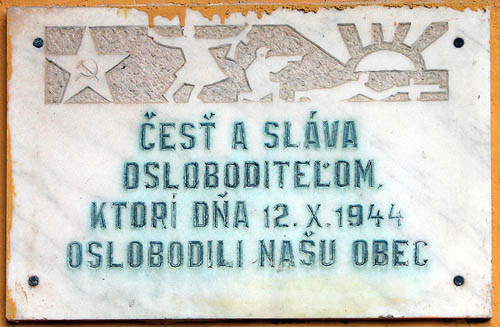 ČESŤ A SLÁVA
OSLOBODITEĽOM,
KTORÍ DŇA 12.X.1944
OSLOBODILI NAŠU OBEC